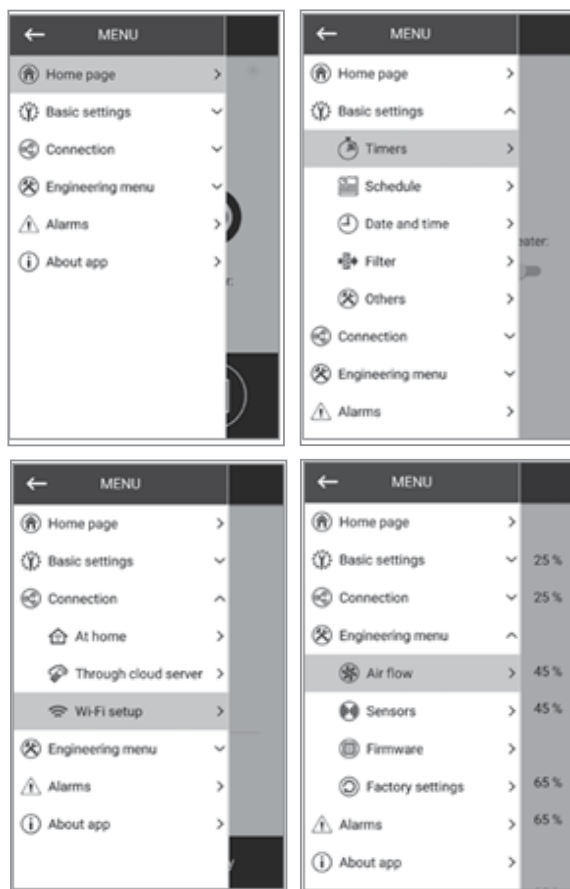 MENU
Home page
Basic settings
Connection
Engineering menu
Alarms
About app
r:
MENU
Home page
Basic settings
Timers
Schedule
Date and time
Filter
Others
Connection
Engineering menu
Alarms
eater:
MENU
Home page
Basic settings
Connection
At home
Through cloud server
Wi-Fi setup
Engineering menu
Alarms
About app
y
MENU
Home page
Basic settings 25 %
Connection 25 %
Engineering menu
Air flow 45 %
Sensors 45 %
Firmware
Factory settings 65 %
Alarms 65 %
About app